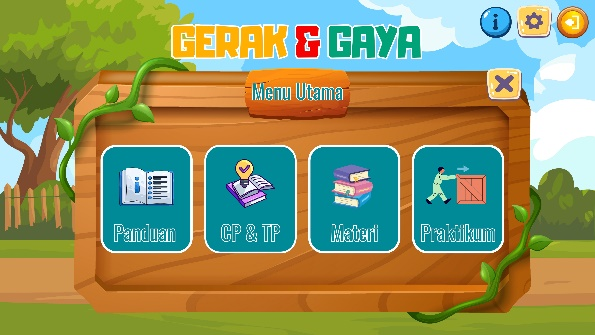 GERAK & GAYA
Menu Utama
Panduan
CP & TP
Materi
Praktikum